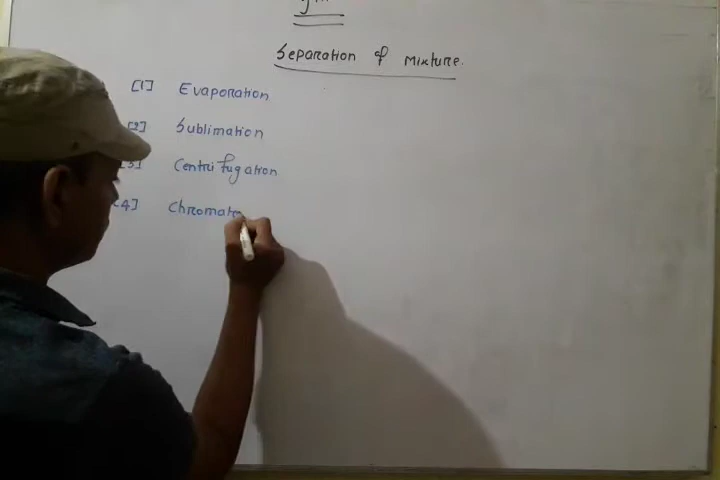 Separation of Mixture.
[1] Evaporation
[2] Sublimation
[3] Centrifugation
[4] Chromato